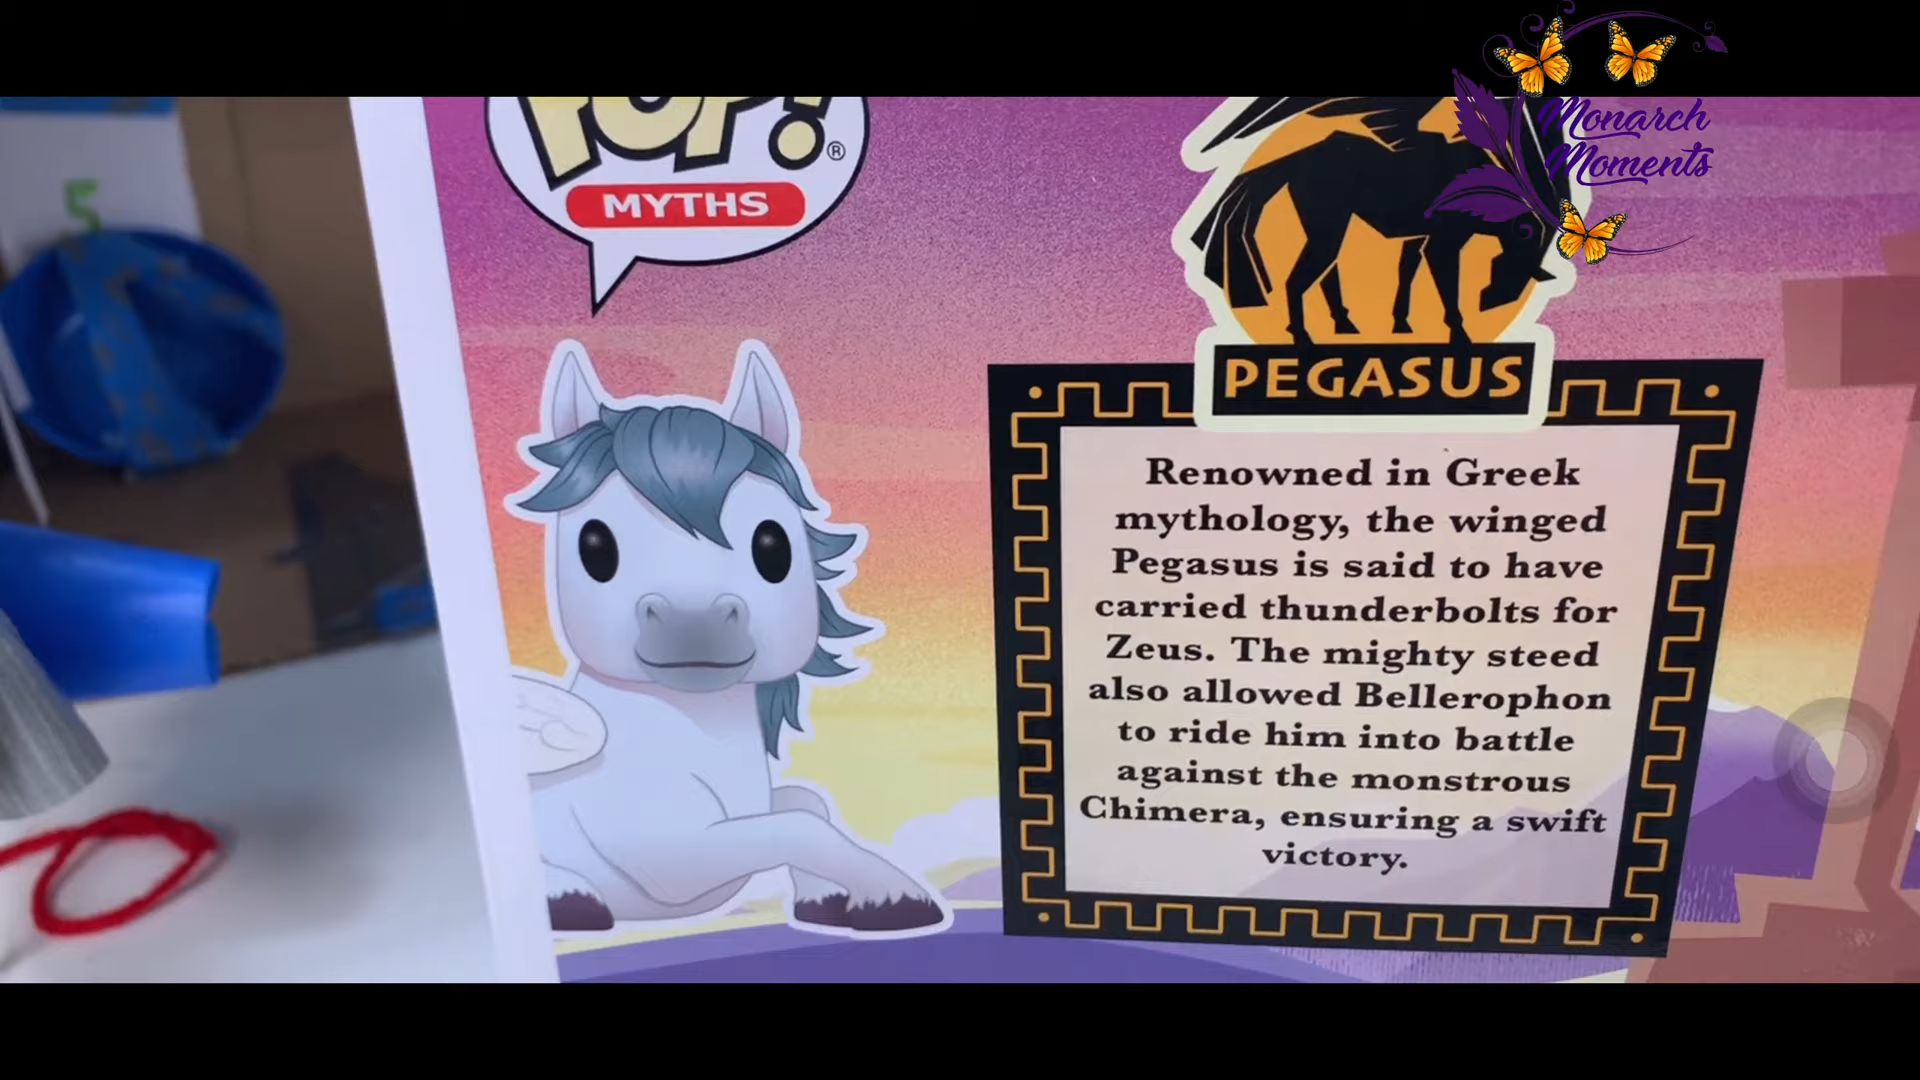 Monarch
Moments
POP!®
MYTHS
5
PEGASUS
Renowned in Greek
mythology, the winged
Pegasus is said to have
carried thunderbolts for
Zeus. The mighty steed
also allowed Bellerophon
to ride him into battle
against the monstrous
Chimera, ensuring a swift
victory.